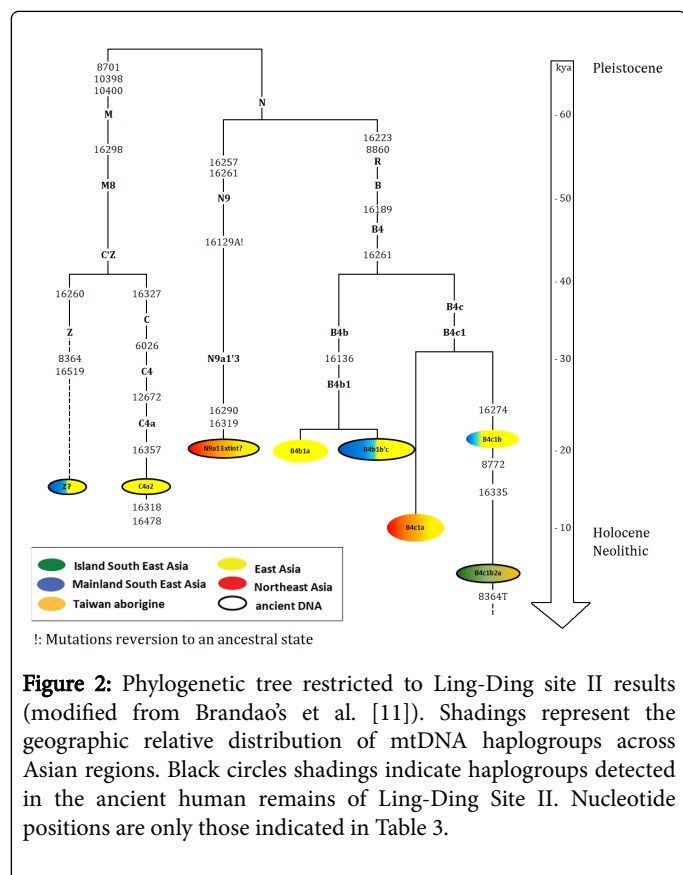 kya
Pleistocene
8701
10398
10400
M
N
- 60
16298
16223
8860
R
16257
16261
M8
B
N9
- 50
16189
B4
16129A!
C'Z
16261
- 40
16260
16327
B4c
Z
C
B4b
B4c1
8364
6026
N9a1'3
16136
- 30
16519
C4
B4b1
12672
16290
16274
C4a
16319
16357
N9a1 Extint?
B4b1a
B4b1b'c
B4c1b
- 20
8772
Z?
C4a2
16335
16318
16478
B4c1a
- 10
Holocene
Neolithic
Island South East Asia
East Asia
Mainland South East Asia
Northeast Asia
Taiwan aborigine
ancient DNA
B4c1b2a
8364T
!: Mutations reversion to an ancestral state
Figure 2: Phylogenetic tree restricted to Ling-Ding site II results
(modified from Brandao's et al. [11]). Shadings represent the
geographic relative distribution of mtDNA haplogroups across
Asian regions. Black circles shadings indicate haplogroups detected
in the ancient human remains of Ling-Ding Site II. Nucleotide
positions are only those indicated in Table 3.